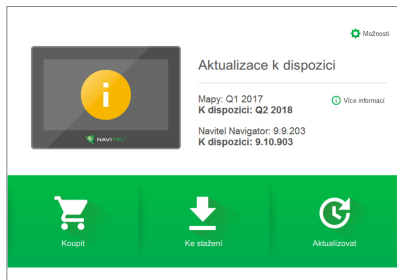 Možnosti
Aktualizace k dispozici
Mapy: Q1 2017
K dispozici: Q2 2018
Více informací
Navitel Navigator: 9.9.203
K dispozici: 9.10.903
NAVITEL
Koupit
Ke stažení
Aktualizovat